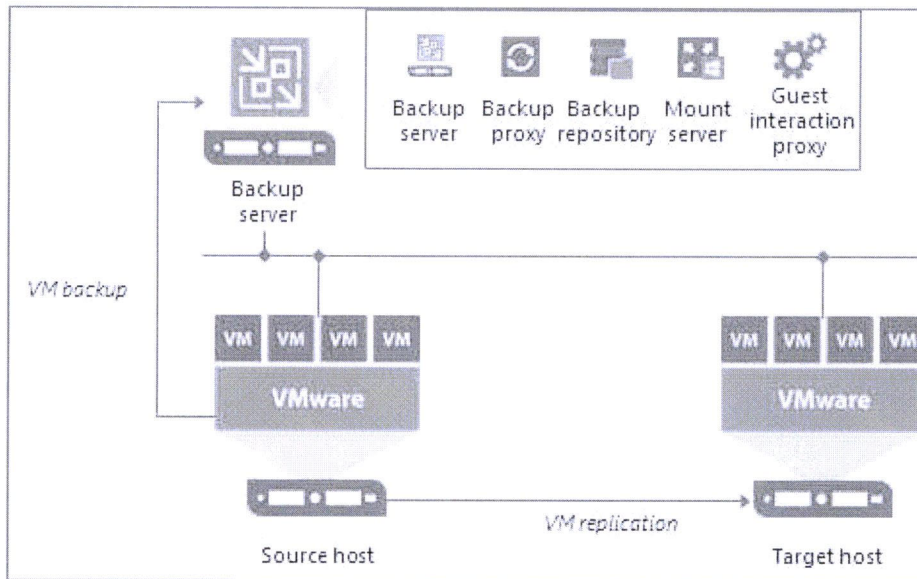 Backup
server
Backup
proxy
Backup
repository
Mount
server
Guest
interaction
proxy
Backup
server
VM backup
VM VM VM VM
VMware
VM VM VM VM
VMware
VM replication
Source host
Target host